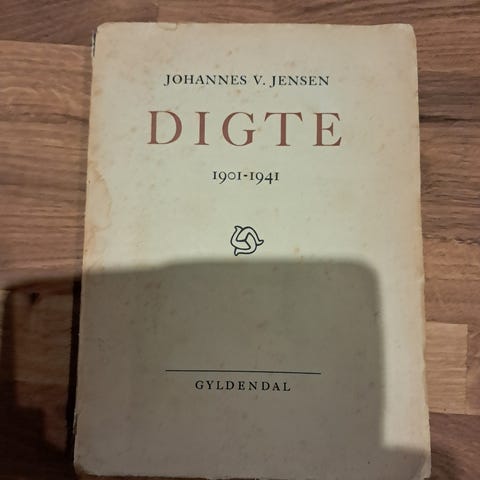 JOHANNES V. JENSEN
DIGTE
1901-1941
GYLDENDAL